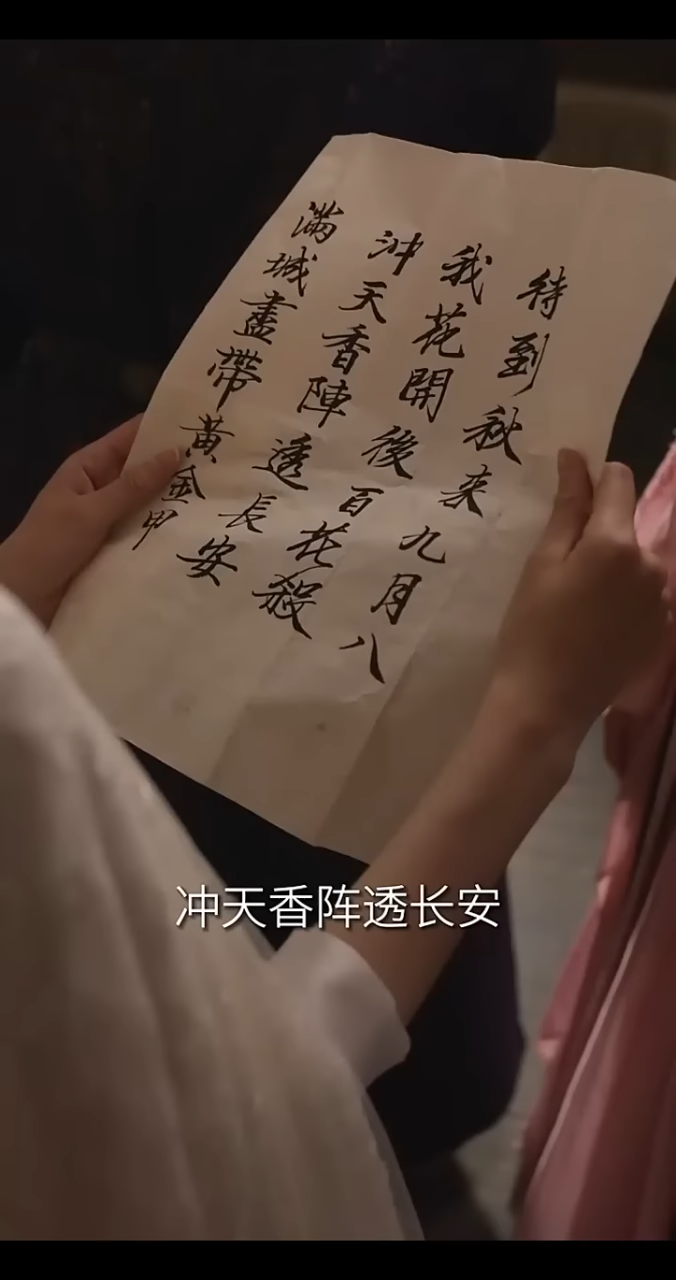 待到秋来九月八
我花開後百花殺
沖天香陣透長安
滿城盡帶黃金甲
冲天香阵透长安